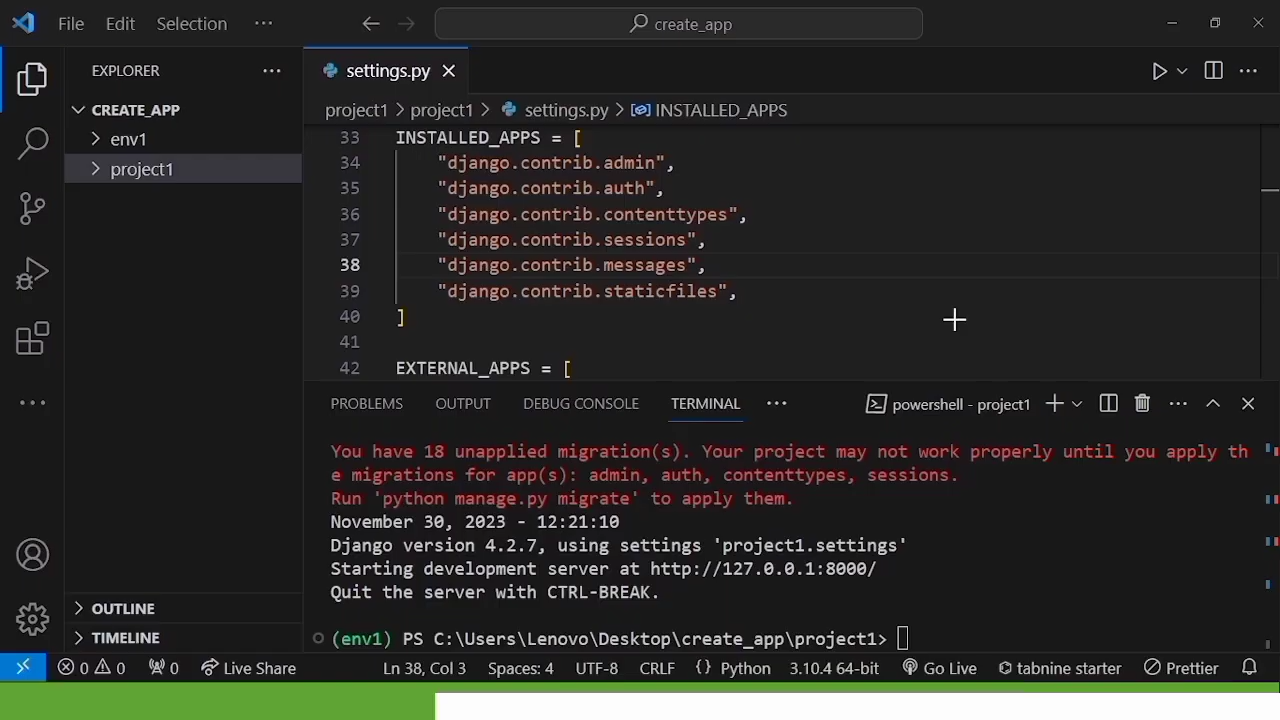 File Edit Selection ··· create_app
EXPLORER ···
CREATE_APP
env1
project1
settings.py
project1 > project1 > settings.py > INSTALLED_APPS
33 INSTALLED_APPS = [
34 "django.contrib.admin",
35 "django.contrib.auth",
36 "django.contrib.contenttypes",
37 "django.contrib.sessions",
38 "django.contrib.messages",
39 "django.contrib.staticfiles",
40 ]
41
42 EXTERNAL_APPS = [
PROBLEMS OUTPUT DEBUG CONSOLE TERMINAL ··· powershell - project1
You have 18 unapplied migration(s). Your project may not work properly until you apply th
e migrations for app(s): admin, auth, contenttypes, sessions.
Run 'python manage.py migrate' to apply them.
November 30, 2023 - 12:21:10
Django version 4.2.7, using settings 'project1.settings'
Starting development server at http://127.0.0.1:8000/
Quit the server with CTRL-BREAK.
(env1) PS C:\Users\Lenovo\Desktop\create_app\project1>
OUTLINE
TIMELINE
0 0 0 Live Share Ln 38, Col 3 Spaces: 4 UTF-8 CRLF {} Python 3.10.4 64-bit Go Live tabnine starter Prettier